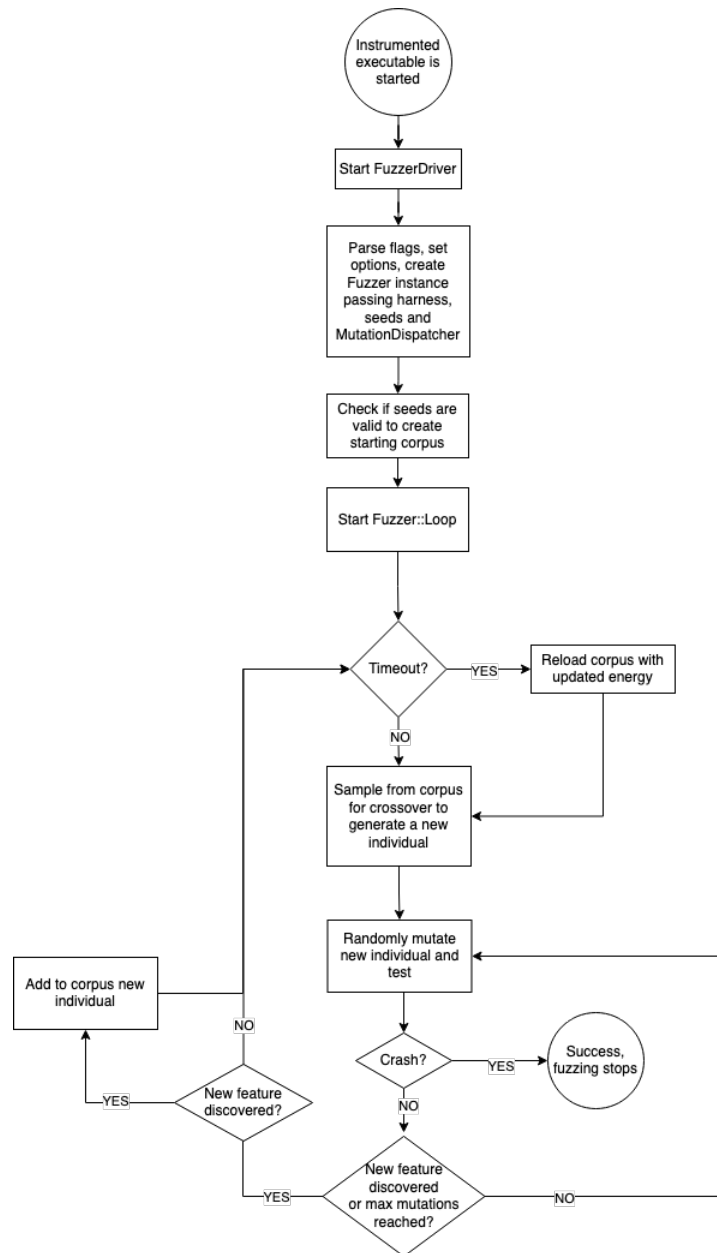 Instrumented
executable is
started
Start FuzzerDriver
Parse flags, set
options, create
Fuzzer instance
passing harness,
seeds and
MutationDispatcher
Check if seeds are
valid to create
starting corpus
Start Fuzzer::Loop
Timeout?
YES
Reload corpus with
updated energy
NO
Sample from corpus
for crossover to
generate a new
individual
Randomly mutate
new individual and
test
Add to corpus new
individual
NO
Crash?
YES
Success,
fuzzing stops
New feature
discovered?
YES
NO
New feature
discovered
or max mutations
reached?
YES
NO